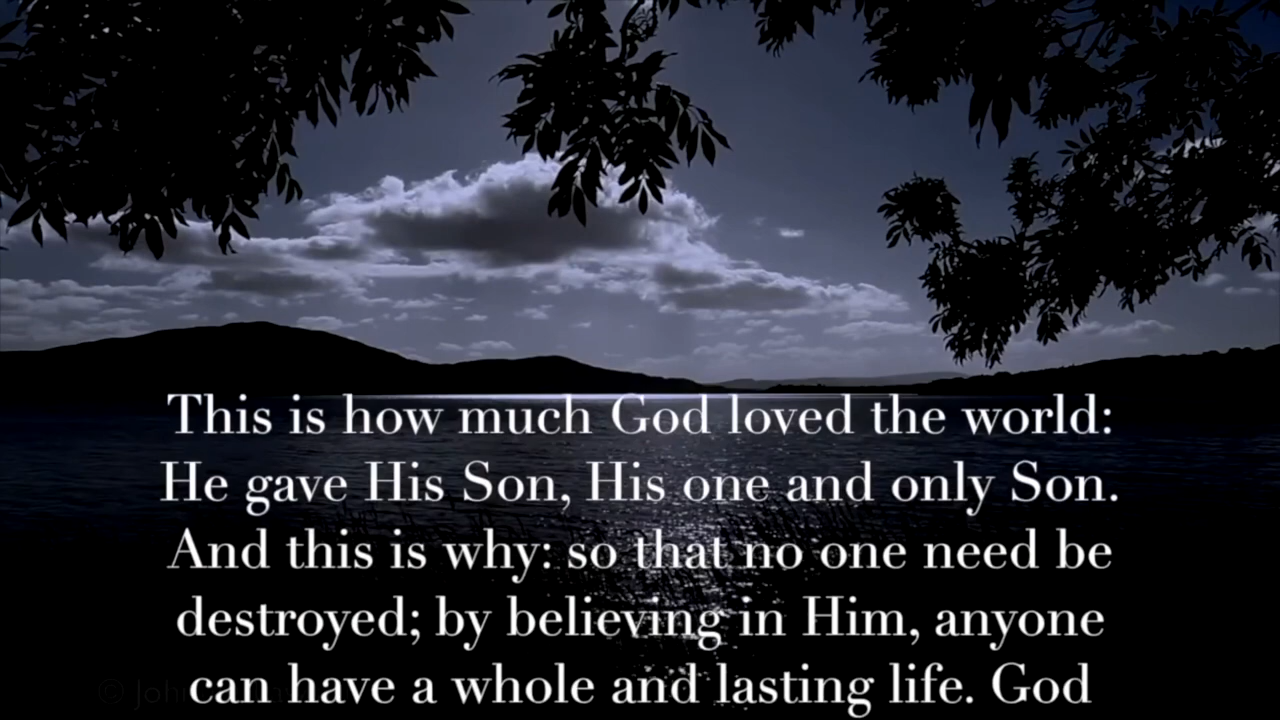 This is how much God loved the world:
He gave His Son, His one and only Son.
And this is why: so that no one need be
destroyed; by believing in Him, anyone
can have a whole and lasting life. God